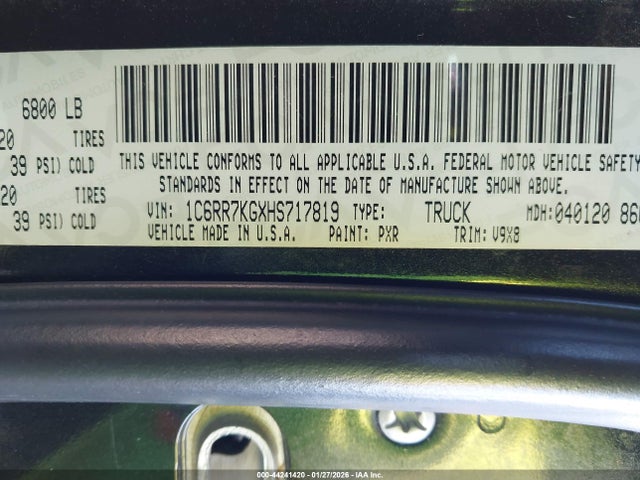 6800 LB
20 TIRES
39 PSI) COLD
20 TIRES
39 PSI) COLD
THIS VEHICLE CONFORMS TO ALL APPLICABLE U.S.A. FEDERAL MOTOR VEHICLE SAFETY
STANDARDS IN EFFECT ON THE DATE OF MANUFACTURE SHOWN ABOVE.
VIN: 1C6RR7KGXHS717819 TYPE: TRUCK MDH:040120 86
VEHICLE MADE IN U.S.A. PAINT: PXR TRIM: V9X8
000-44241420 - 01/27/2026 - IAA Inc.